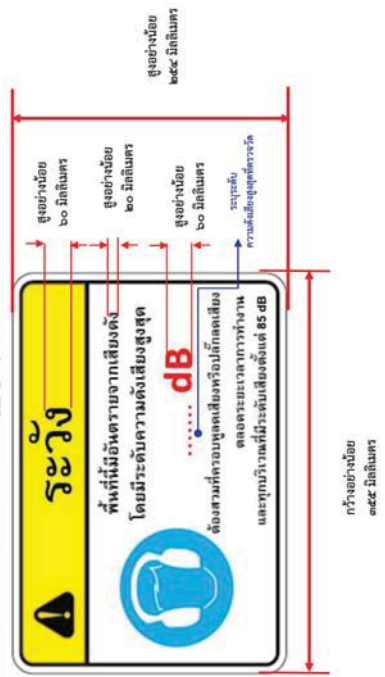 ระวัง
พื้นที่นี้มีอันตรายจากเสียงดัง
โดยมีระดับความดังเสียงสูงสุด
....... dB
ต้องสวมที่ครอบหูลดเสียงหรือปลั๊กลดเสียง
ตลอดระยะเวลาการทำงาน
และทุกบริเวณที่มีระดับเสียงตั้งแต่ 85 dB
สูงอย่างน้อย
๖๐ มิลลิเมตร
สูงอย่างน้อย
๒๐ มิลลิเมตร
สูงอย่างน้อย
๖๐ มิลลิเมตร
ระบุระดับ
ความดังเสียงสูงสุดที่ตรวจวัด
สูงอย่างน้อย
๒๕๔ มิลลิเมตร
กว้างอย่างน้อย
๓๕๕ มิลลิเมตร